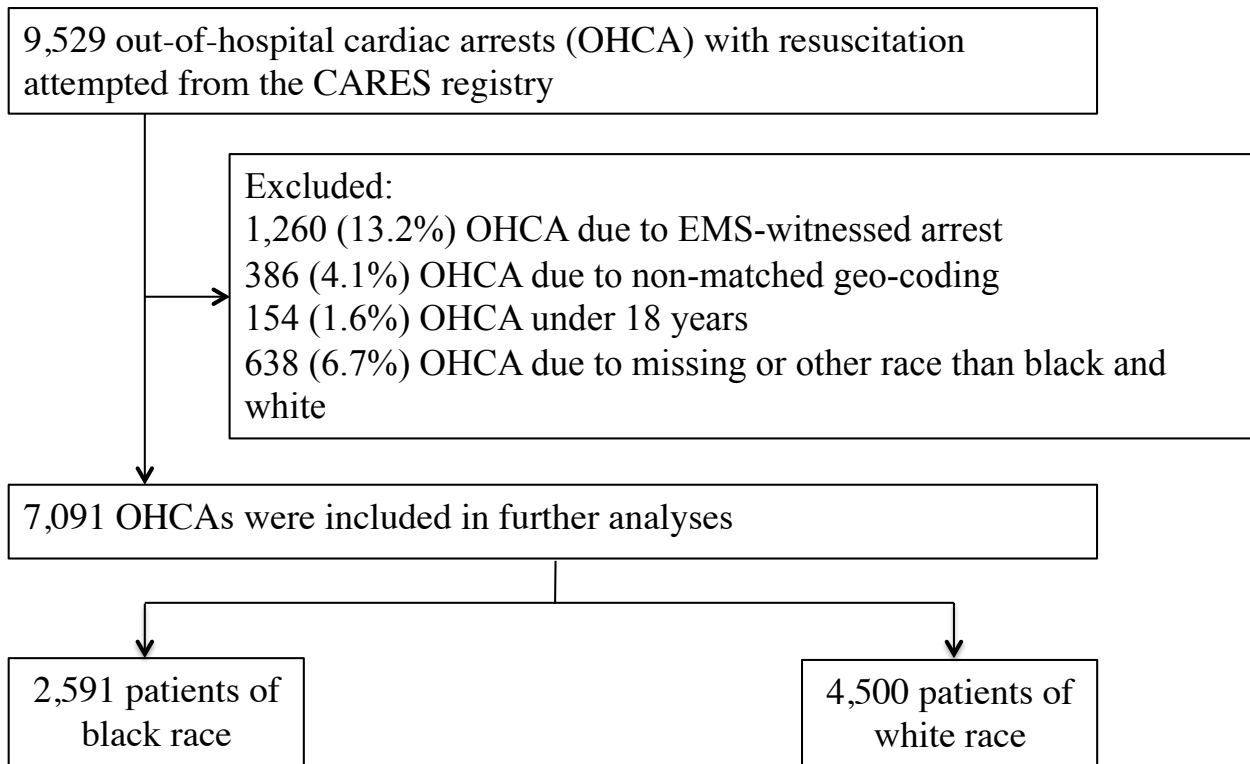 9,529 out-of-hospital cardiac arrests (OHCA) with resuscitation
attempted from the CARES registry
Excluded:
1,260 (13.2%) OHCA due to EMS-witnessed arrest
386 (4.1%) OHCA due to non-matched geo-coding
154 (1.6%) OHCA under 18 years
638 (6.7%) OHCA due to missing or other race than black and
white
7,091 OHCAs were included in further analyses
2,591 patients of
black race
4,500 patients of
white race